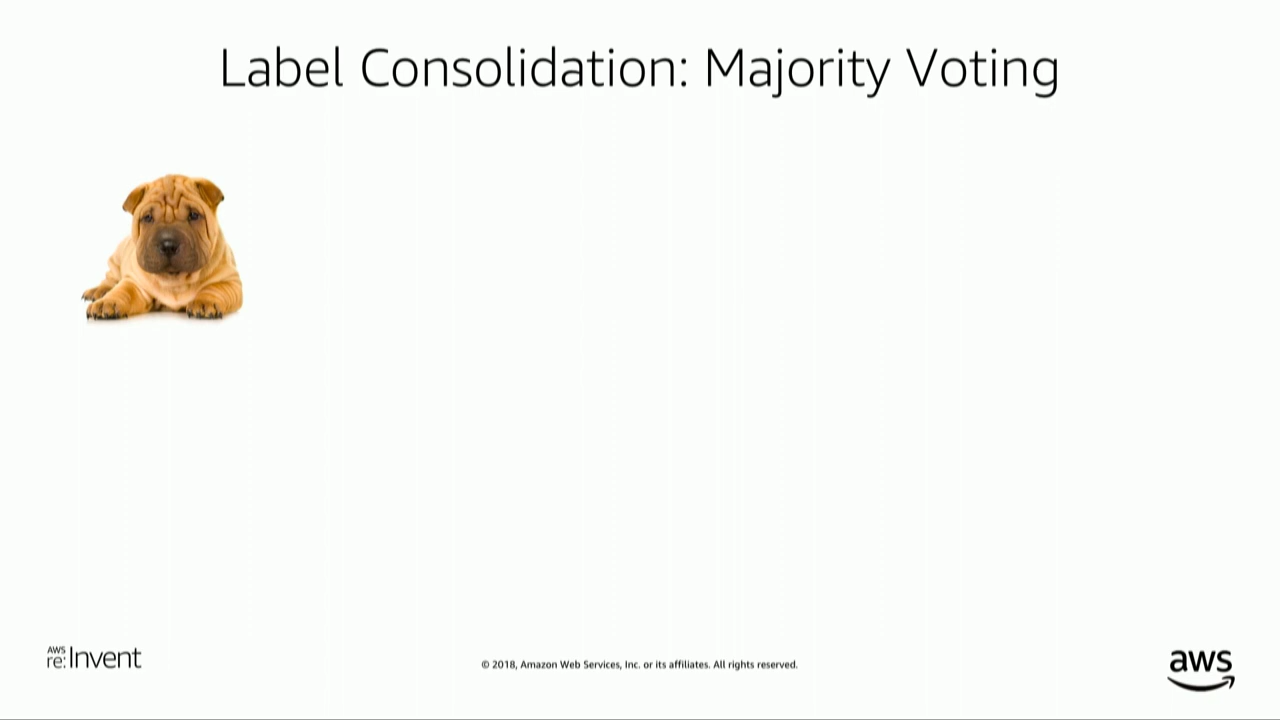 Label Consolidation: Majority Voting
AWS
re:Invent
© 2018, Amazon Web Services, Inc. or its affiliates. All rights reserved.
aws